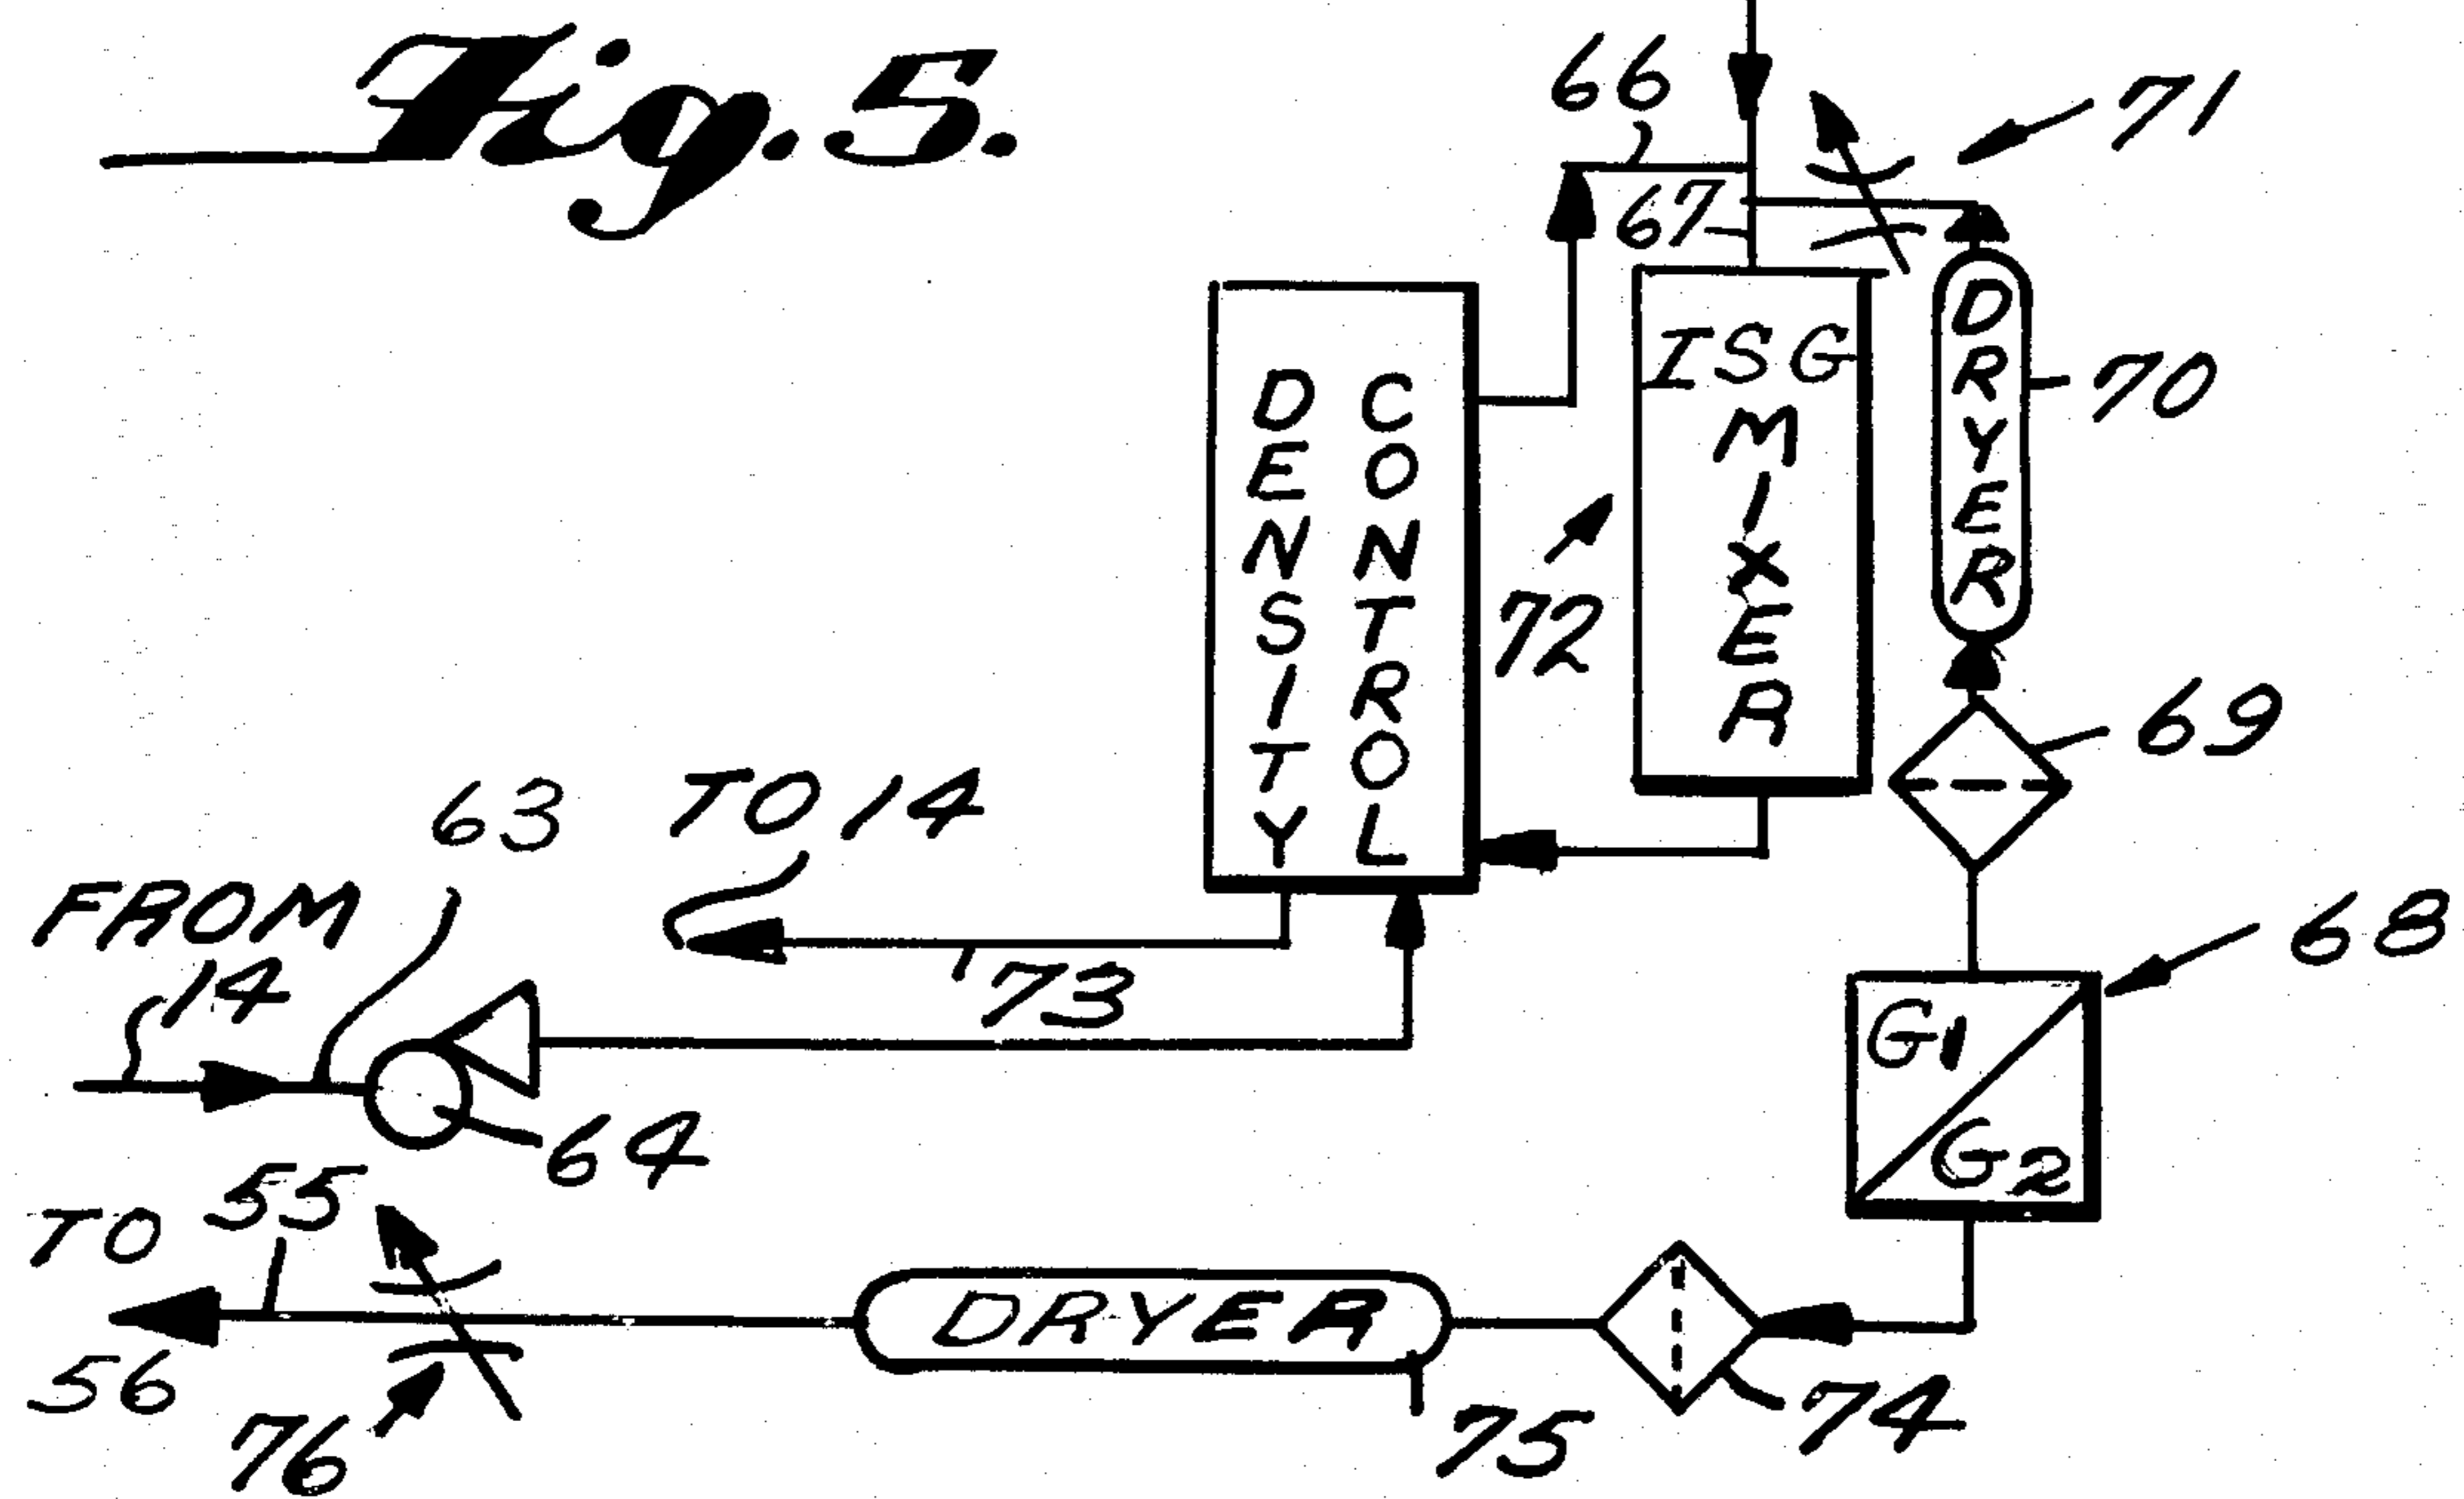 Fig. 5.
66
71
67
DENSITY
CONTROL
ISG
MIXER
DRYER
70
72
69
63
TO 14
FROM
14
73
68
G1
G2
64
TO
55
56
76
DRYER
75
74